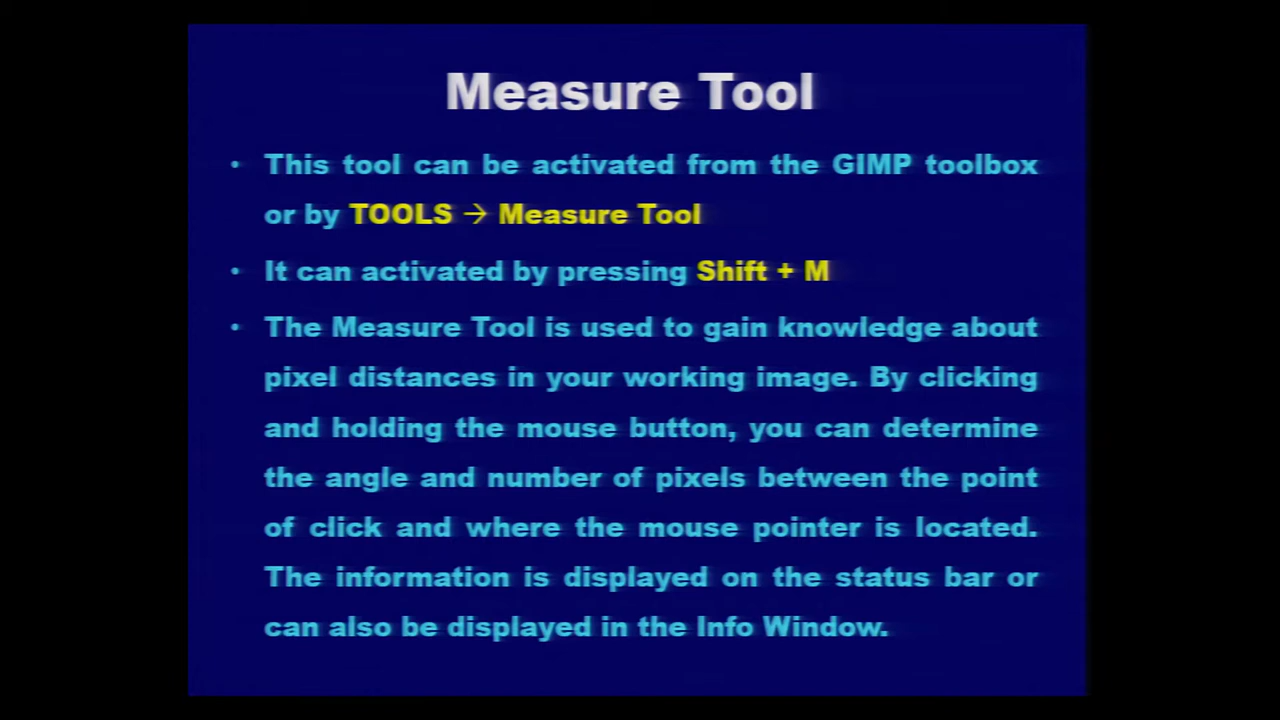 Measure Tool
• This tool can be activated from the GIMP toolbox
or by TOOLS → Measure Tool
• It can activated by pressing Shift + M
• The Measure Tool is used to gain knowledge about
pixel distances in your working image. By clicking
and holding the mouse button, you can determine
the angle and number of pixels between the point
of click and where the mouse pointer is located.
The information is displayed on the status bar or
can also be displayed in the Info Window.